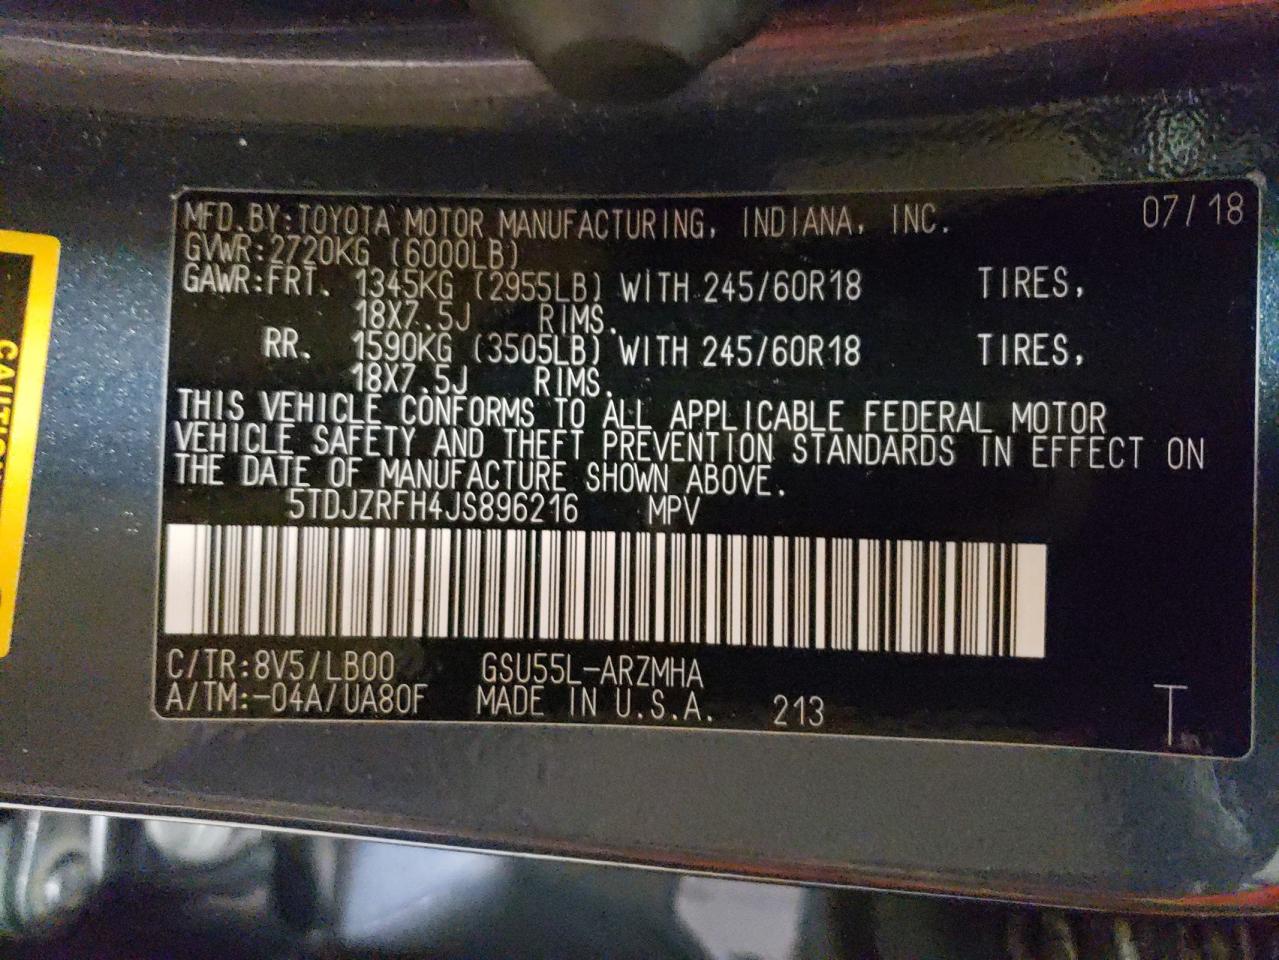 MFD.BY:TOYOTA MOTOR MANUFACTURING, INDIANA, INC. 07/18
GVWR:2720KG (6000LB)
GAWR:FRT. 1345KG (2955LB) WITH 245/60R18 TIRES,
18X7.5J RIMS.
RR. 1590KG (3505LB) WITH 245/60R18 TIRES,
18X7.5J RIMS.
THIS VEHICLE CONFORMS TO ALL APPLICABLE FEDERAL MOTOR
VEHICLE SAFETY AND THEFT PREVENTION STANDARDS IN EFFECT ON
THE DATE OF MANUFACTURE SHOWN ABOVE.
5TDJZRFH4JS896216 MPV
C/TR:8V5/LB00 GSU55L-ARZMHA
A/TM:-04A/UA80F MADE IN U.S.A. 213 T
CAUTION